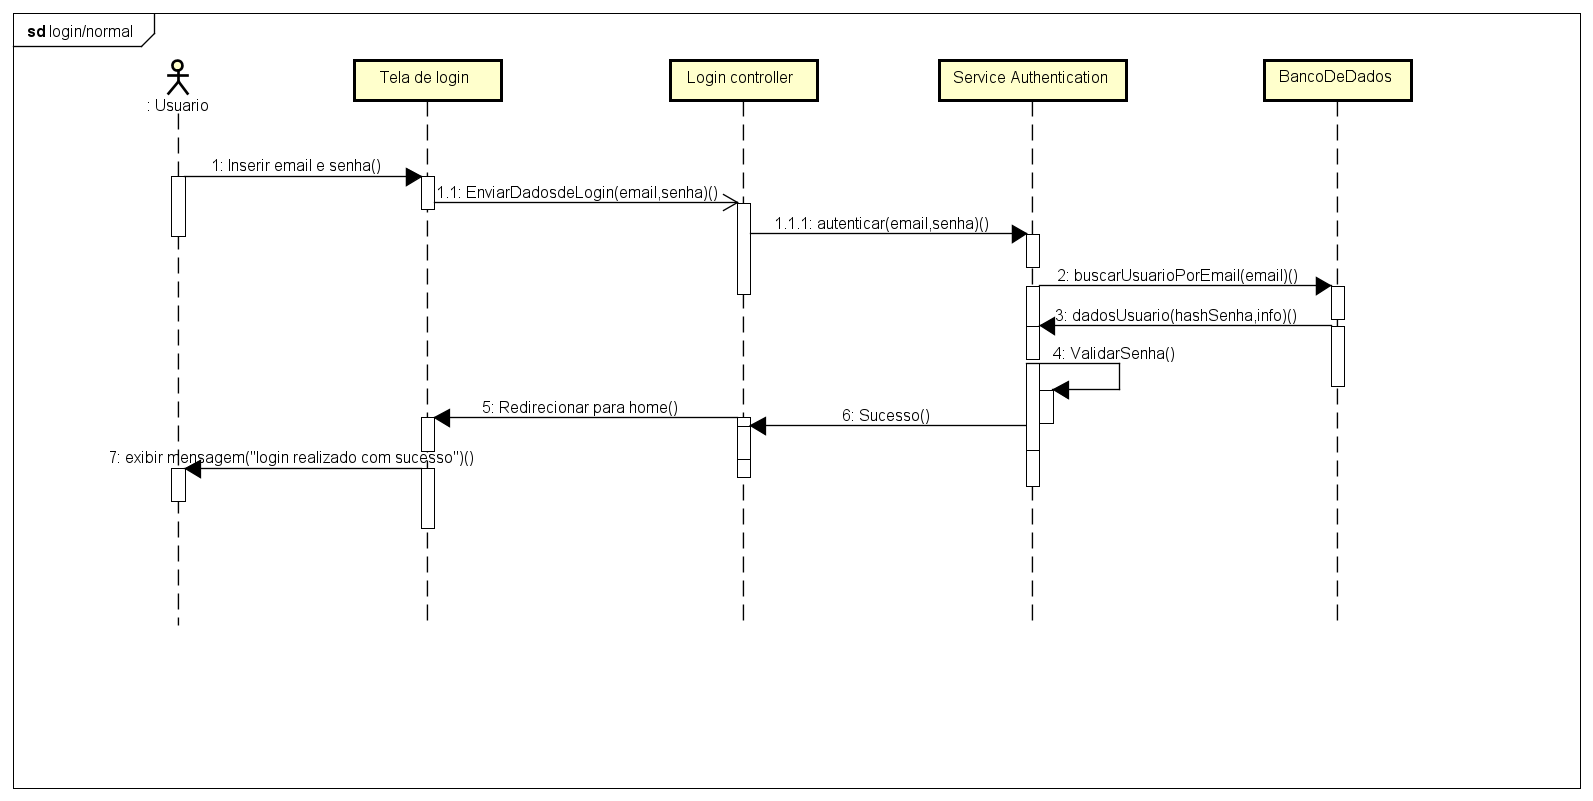 sd login/normal
: Usuario
Tela de login
Login controller
Service Authentication
BancoDeDados
1: Inserir email e senha()
1.1: EnviarDadosdeLogin(email,senha)()
1.1.1: autenticar(email,senha)()
2: buscarUsuarioPorEmail(email)()
3: dadosUsuario(hashSenha,info)()
4: ValidarSenha()
5: Redirecionar para home()
6: Sucesso()
7: exibir mensagem("login realizado com sucesso")()